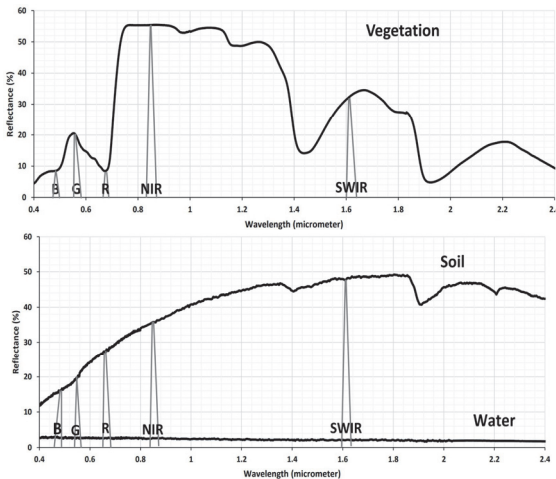 60
Vegetation
50
40
30
20
10
0
Reflectance (%)
B G R NIR SWIR
0.4 0.6 0.8 1 1.2 1.4 1.6 1.8 2 2.2 2.4
Wavelength (micrometer)
60
Soil
50
40
30
20
10
0
Reflectance (%)
Water
B G R NIR SWIR
0.4 0.6 0.8 1 1.2 1.4 1.6 1.8 2 2.2 2.4
Wavelength (micrometer)